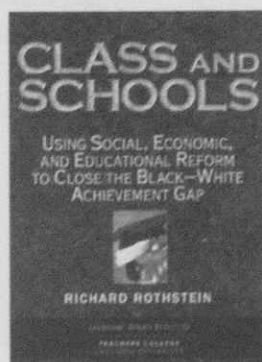 CLASS AND
SCHOOLS
USING SOCIAL, ECONOMIC,
AND EDUCATIONAL REFORM
TO CLOSE THE BLACK–WHITE
ACHIEVEMENT GAP
RICHARD ROTHSTEIN
TEACHERS COLLEGE